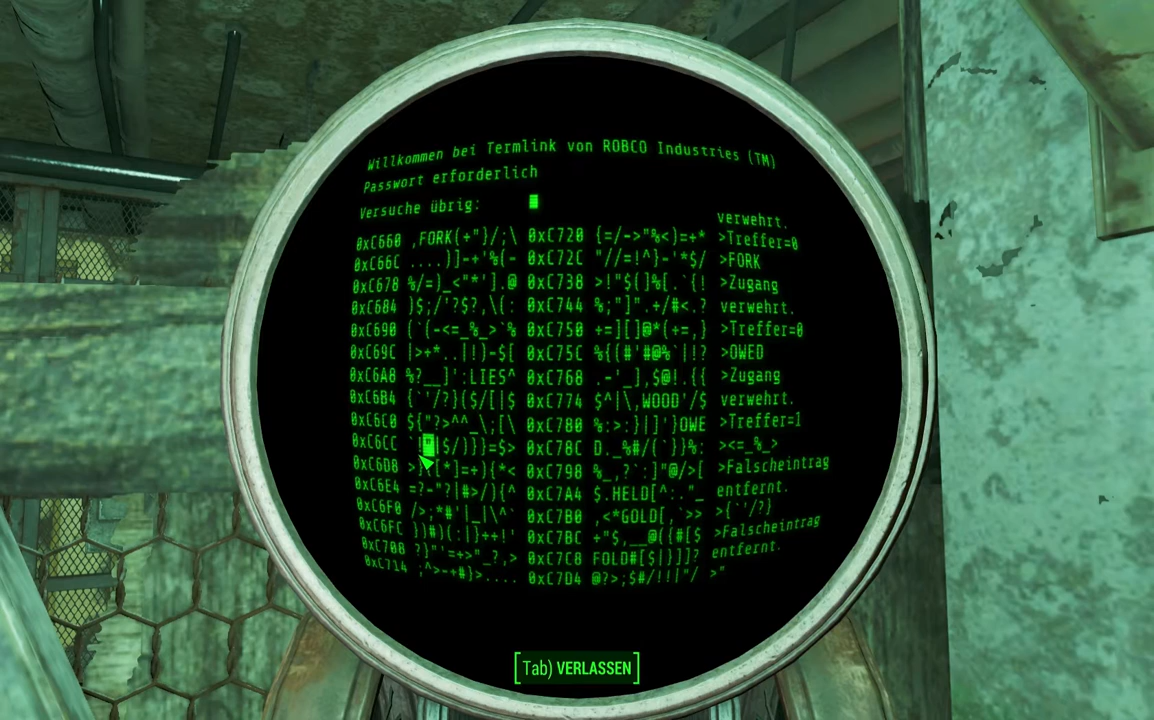 Willkommen bei Termlink von ROBCO Industries (TM)
Passwort erforderlich
Versuche übrig:
0xC660 ,FORK(+"}/;\ 0xC720 {=/->"%<)=+*
0xC66C ....)]-+'%(- 0xC72C "//=!^}-'*$/
0xC678 %/=)_<"*'].@ 0xC738 >!"$(]%[.`{!
0xC684 )$;/'?$?,\(: 0xC744 %;"]".+/#<.?
0xC690 (`(-<=_%_>`% 0xC750 +=][]@*(+=,}
0xC69C |>+*..|!)-$[ 0xC75C %{(#'#@%`|!?
0xC6A8 %?__]':LIES^ 0xC768 .-'_],$@!.{{
0xC6B4 {`'/?}($/[|$ 0xC774 $^|\,WOOD'/$
0xC6C0 ${"?>^^_\;[\ 0xC780 %:>:}|]'}OWE
0xC6CC `!"|$/)}}=$> 0xC78C D._%#/(`}}%:
0xC6D8 >}\[*]=+){*< 0xC798 %_,?`:]"@/>[
0xC6E4 =?-"?|#>/){^ 0xC7A4 $.HELD[^:."_
0xC6F0 />;*#'|_|\^` 0xC7B0 ,<*GOLD[,`>>
0xC6FC })#)(:|}++!' 0xC7BC +"$,__@({#[$
0xC708 ?}"'=+>"_?,> 0xC7C8 FOLD#[$|}]]?
0xC714 ;^>-+#}>.... 0xC7D4 @?>;$#/!!|"/
verwehrt.
>Treffer=0
>FORK
>Zugang
verwehrt.
>Treffer=0
>OWED
>Zugang
verwehrt.
>Treffer=1
><=_%_>
>Falscheintrag
entfernt.
>{`'/?}
>Falscheintrag
entfernt.
>"
[Tab) VERLASSEN]